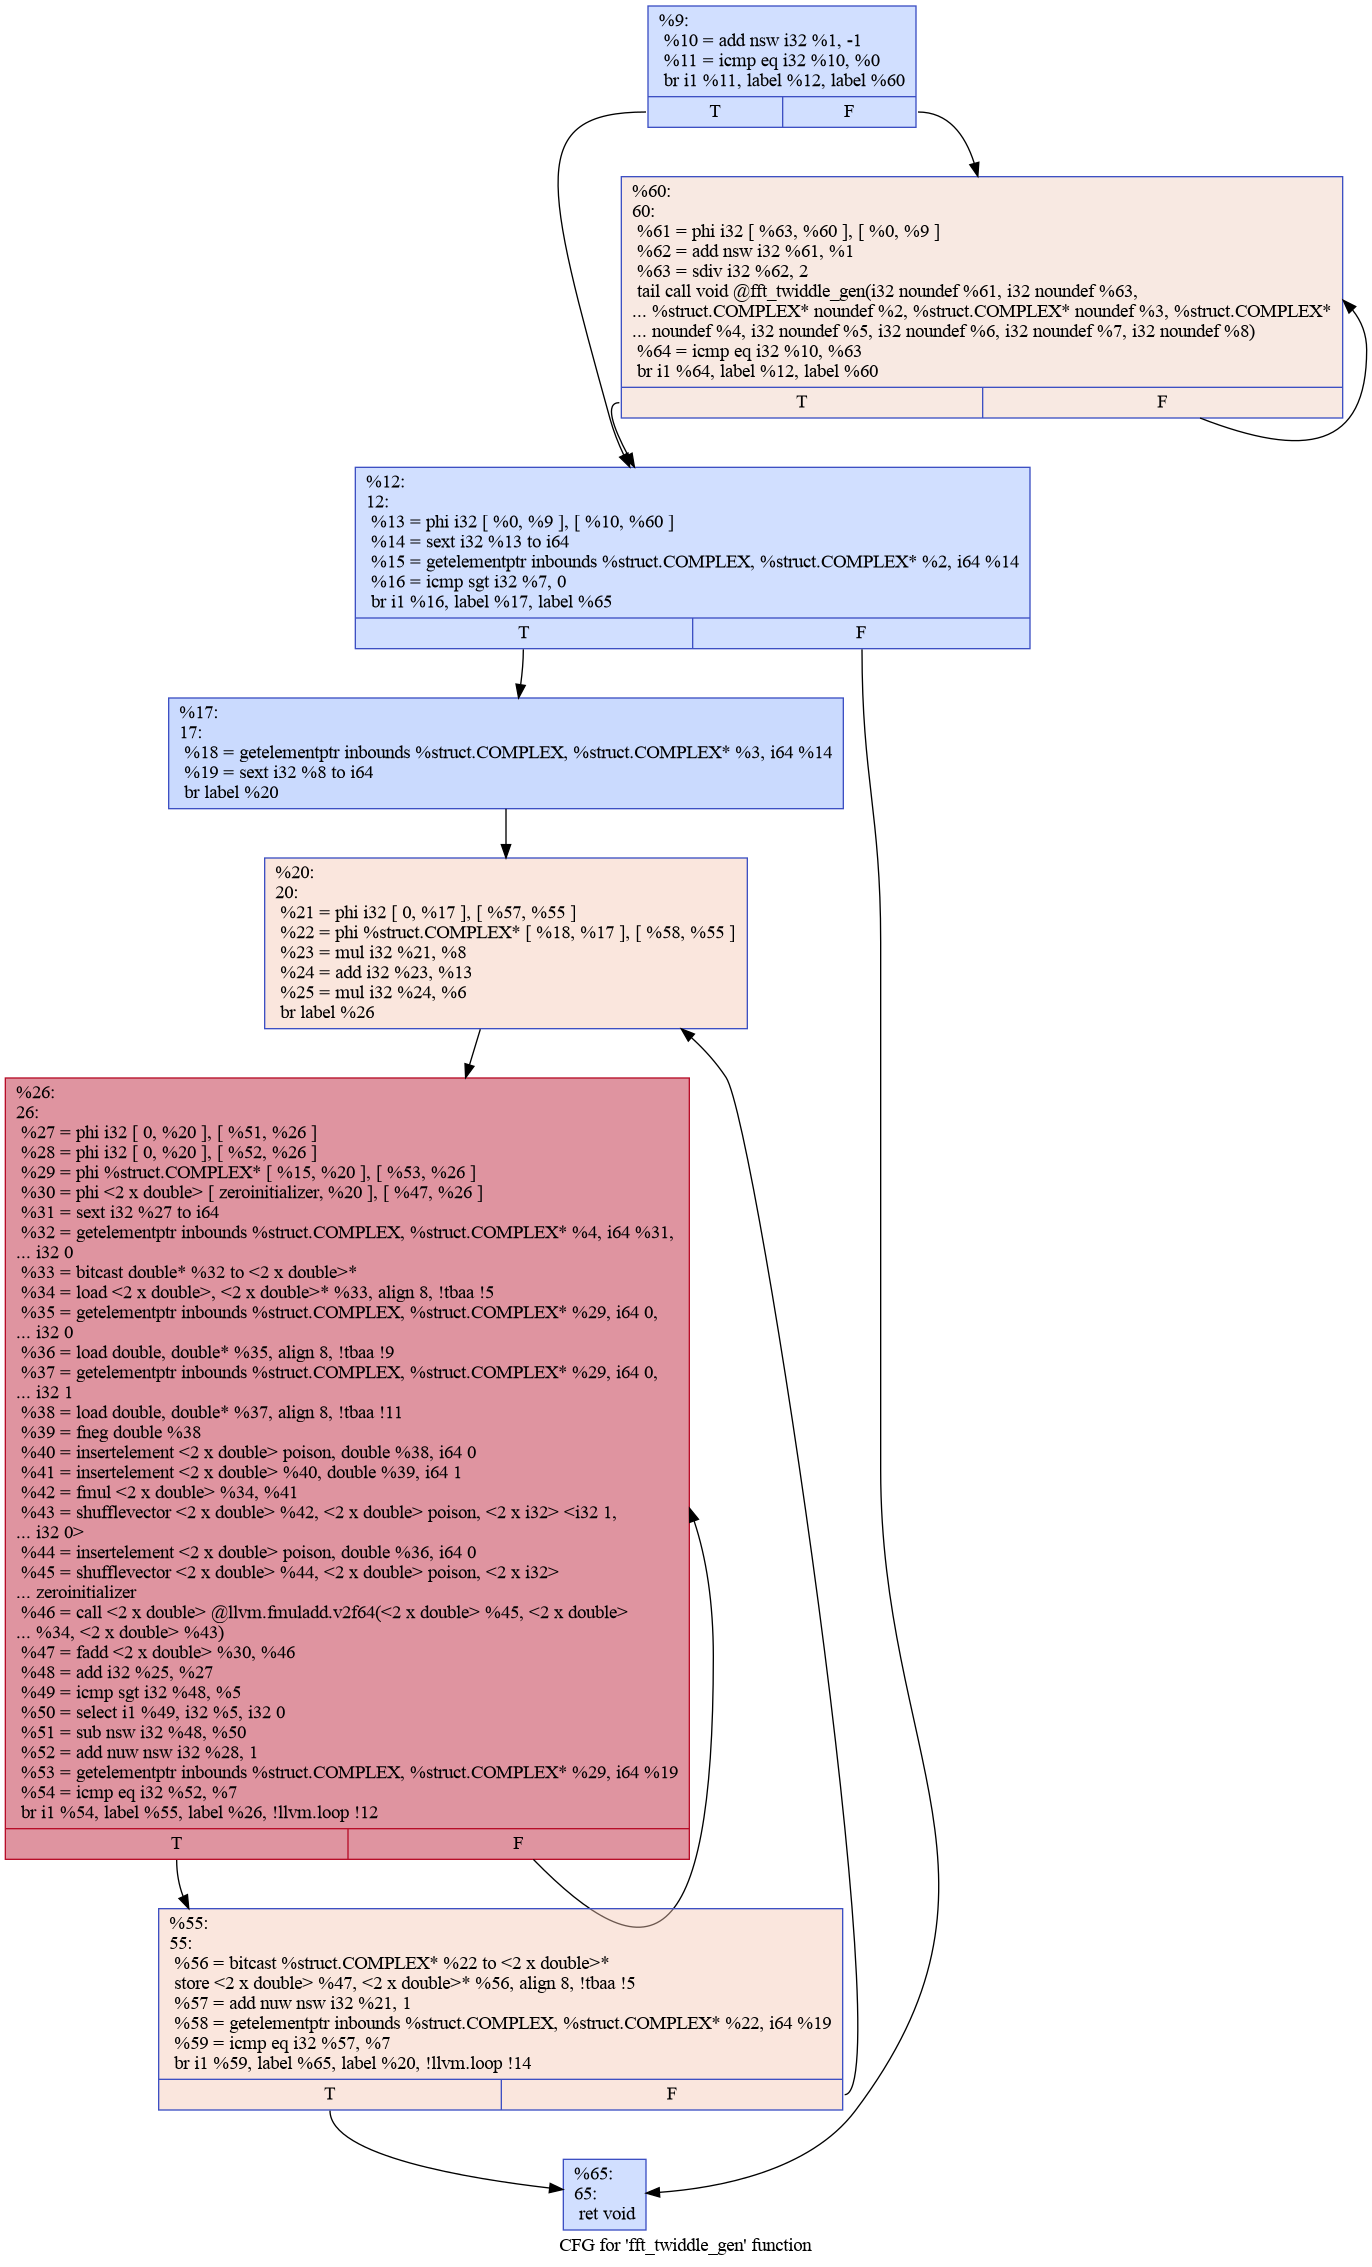 %9:
%10 = add nsw i32 %1, -1
%11 = icmp eq i32 %10, %0
br i1 %11, label %12, label %60
T F
%60:
60:
%61 = phi i32 [ %63, %60 ], [ %0, %9 ]
%62 = add nsw i32 %61, %1
%63 = sdiv i32 %62, 2
tail call void @fft_twiddle_gen(i32 noundef %61, i32 noundef %63,
... %struct.COMPLEX* noundef %2, %struct.COMPLEX* noundef %3, %struct.COMPLEX*
... noundef %4, i32 noundef %5, i32 noundef %6, i32 noundef %7, i32 noundef %8)
%64 = icmp eq i32 %10, %63
br i1 %64, label %12, label %60
T F
%12:
12:
%13 = phi i32 [ %0, %9 ], [ %10, %60 ]
%14 = sext i32 %13 to i64
%15 = getelementptr inbounds %struct.COMPLEX, %struct.COMPLEX* %2, i64 %14
%16 = icmp sgt i32 %7, 0
br i1 %16, label %17, label %65
T F
%17:
17:
%18 = getelementptr inbounds %struct.COMPLEX, %struct.COMPLEX* %3, i64 %14
%19 = sext i32 %8 to i64
br label %20
%20:
20:
%21 = phi i32 [ 0, %17 ], [ %57, %55 ]
%22 = phi %struct.COMPLEX* [ %18, %17 ], [ %58, %55 ]
%23 = mul i32 %21, %8
%24 = add i32 %23, %13
%25 = mul i32 %24, %6
br label %26
%26:
26:
%27 = phi i32 [ 0, %20 ], [ %51, %26 ]
%28 = phi i32 [ 0, %20 ], [ %52, %26 ]
%29 = phi %struct.COMPLEX* [ %15, %20 ], [ %53, %26 ]
%30 = phi <2 x double> [ zeroinitializer, %20 ], [ %47, %26 ]
%31 = sext i32 %27 to i64
%32 = getelementptr inbounds %struct.COMPLEX, %struct.COMPLEX* %4, i64 %31,
... i32 0
%33 = bitcast double* %32 to <2 x double>*
%34 = load <2 x double>, <2 x double>* %33, align 8, !tbaa !5
%35 = getelementptr inbounds %struct.COMPLEX, %struct.COMPLEX* %29, i64 0,
... i32 0
%36 = load double, double* %35, align 8, !tbaa !9
%37 = getelementptr inbounds %struct.COMPLEX, %struct.COMPLEX* %29, i64 0,
... i32 1
%38 = load double, double* %37, align 8, !tbaa !11
%39 = fneg double %38
%40 = insertelement <2 x double> poison, double %38, i64 0
%41 = insertelement <2 x double> %40, double %39, i64 1
%42 = fmul <2 x double> %34, %41
%43 = shufflevector <2 x double> %42, <2 x double> poison, <2 x i32> <i32 1,
... i32 0>
%44 = insertelement <2 x double> poison, double %36, i64 0
%45 = shufflevector <2 x double> %44, <2 x double> poison, <2 x i32>
... zeroinitializer
%46 = call <2 x double> @llvm.fmuladd.v2f64(<2 x double> %45, <2 x double>
... %34, <2 x double> %43)
%47 = fadd <2 x double> %30, %46
%48 = add i32 %25, %27
%49 = icmp sgt i32 %48, %5
%50 = select i1 %49, i32 %5, i32 0
%51 = sub nsw i32 %48, %50
%52 = add nuw nsw i32 %28, 1
%53 = getelementptr inbounds %struct.COMPLEX, %struct.COMPLEX* %29, i64 %19
%54 = icmp eq i32 %52, %7
br i1 %54, label %55, label %26, !llvm.loop !12
T F
%55:
55:
%56 = bitcast %struct.COMPLEX* %22 to <2 x double>*
store <2 x double> %47, <2 x double>* %56, align 8, !tbaa !5
%57 = add nuw nsw i32 %21, 1
%58 = getelementptr inbounds %struct.COMPLEX, %struct.COMPLEX* %22, i64 %19
%59 = icmp eq i32 %57, %7
br i1 %59, label %65, label %20, !llvm.loop !14
T F
%65:
65:
ret void
CFG for 'fft_twiddle_gen' function